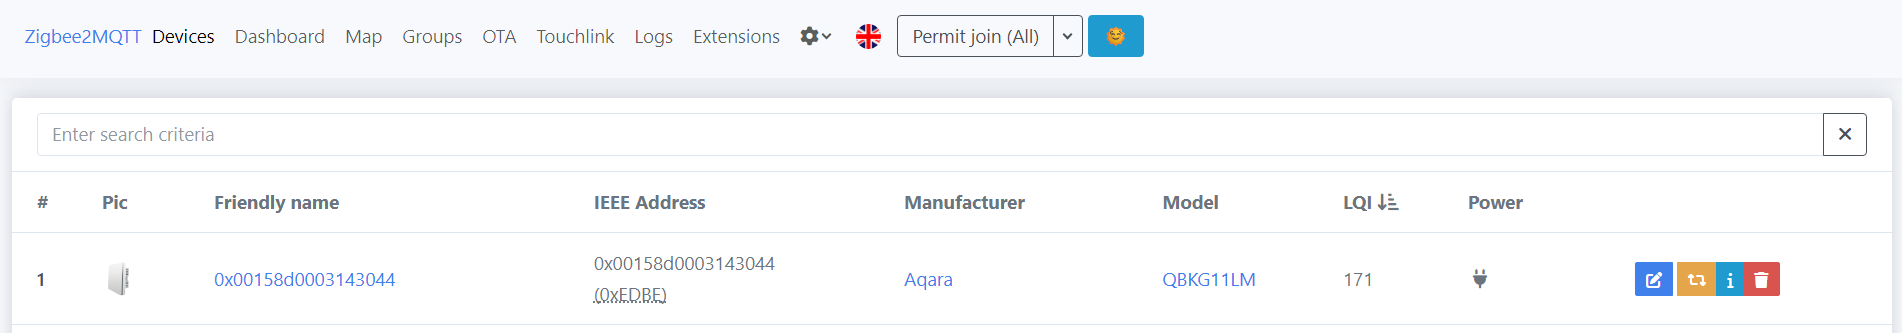 Zigbee2MQTT Devices Dashboard Map Groups OTA Touchlink Logs Extensions Permit join (All)
Enter search criteria
# Pic Friendly name IEEE Address Manufacturer Model LQI Power
1 0x00158d0003143044 0x00158d0003143044 Aqara QBKG11LM 171
(0xEDBE)